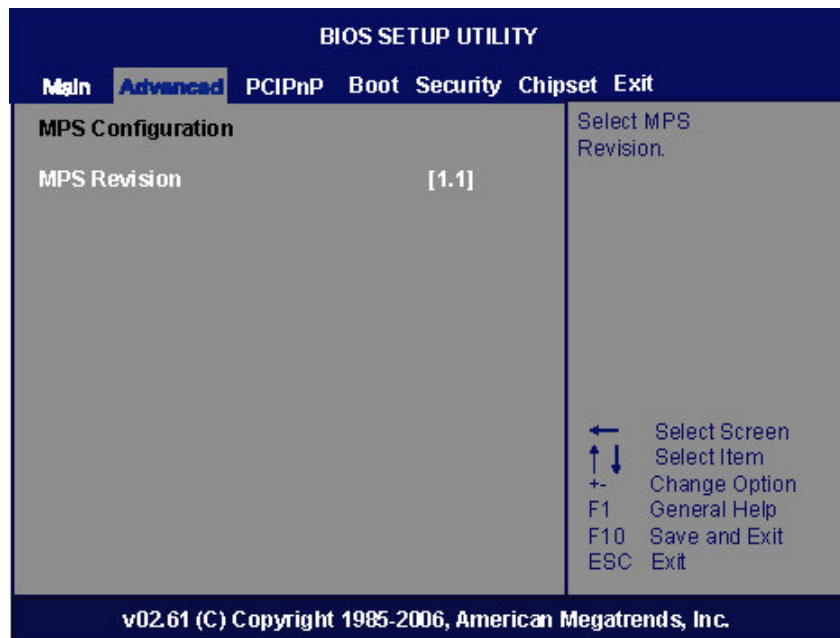 BIOS SETUP UTILITY
Main Advanced PCIPnP Boot Security Chipset Exit
MPS Configuration
MPS Revision [1.1]
Select MPS
Revision.
← Select Screen
↑↓ Select Item
+- Change Option
F1 General Help
F10 Save and Exit
ESC Exit
v02.61 (C) Copyright 1985-2006, American Megatrends, Inc.